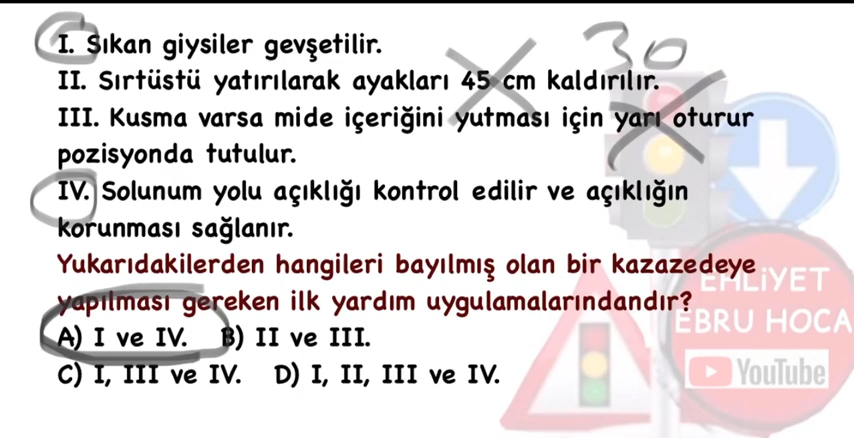 I. Sıkan giysiler gevşetilir.
30
II. Sırtüstü yatırılarak ayakları 45 cm kaldırılır.
III. Kusma varsa mide içeriğini yutması için yarı oturur
pozisyonda tutulur.
IV. Solunum yolu açıklığı kontrol edilir ve açıklığın
korunması sağlanır.
Yukarıdakilerden hangileri bayılmış olan bir kazazedeye
yapılması gereken ilk yardım uygulamalarındandır?
A) I ve IV. B) II ve III.
C) I, III ve IV. D) I, II, III ve IV.
EHLİYET
EBRU HOCA
YouTube